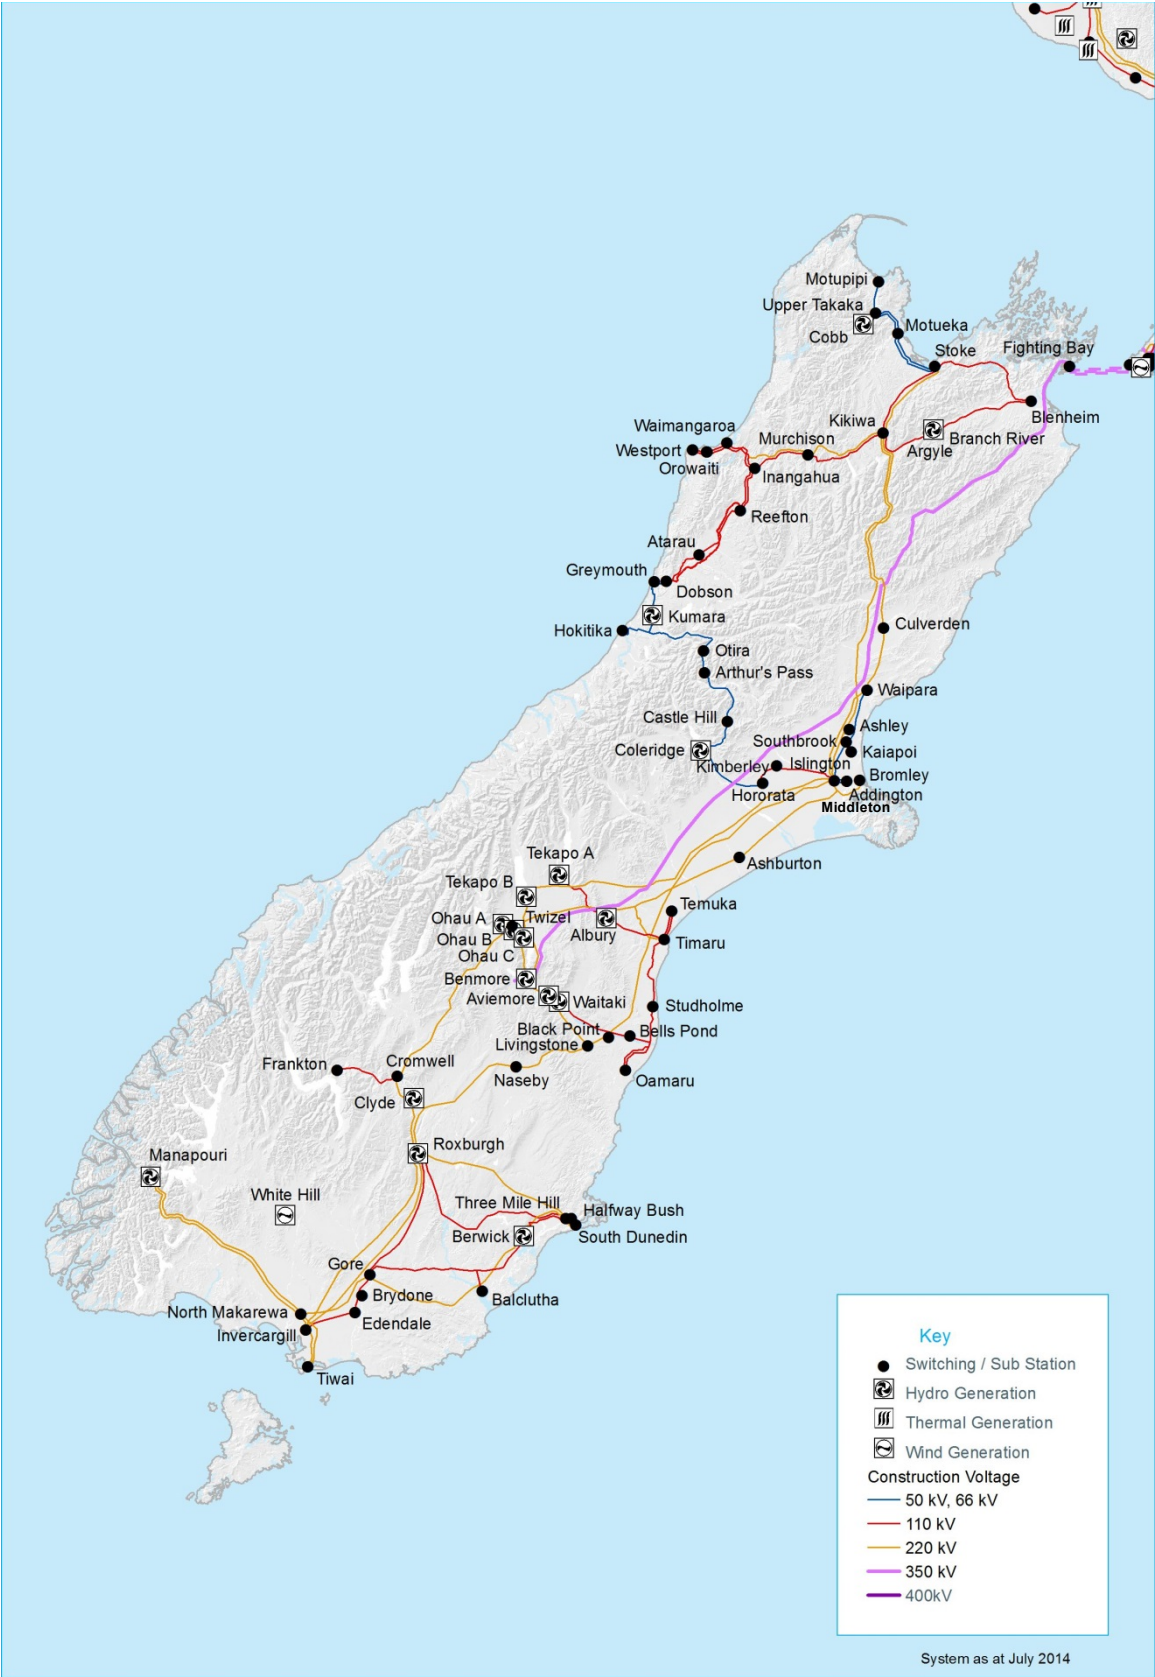 Motupipi
Upper Takaka
Cobb
Motueka
Stoke
Fighting Bay
Blenheim
Kikiwa
Branch River
Argyle
Waimangaroa
Westport
Orowaiti
Murchison
Inangahua
Reefton
Atarau
Greymouth
Dobson
Kumara
Hokitika
Culverden
Otira
Arthur's Pass
Waipara
Castle Hill
Ashley
Southbrook
Kaiapoi
Coleridge
Kimberley
Islington
Bromley
Hororata
Addington
Middleton
Tekapo A
Ashburton
Tekapo B
Temuka
Ohau A
Twizel
Albury
Ohau B
Timaru
Ohau C
Benmore
Aviemore
Waitaki
Studholme
Black Point
Bells Pond
Livingstone
Frankton
Cromwell
Naseby
Oamaru
Clyde
Roxburgh
Manapouri
White Hill
Three Mile Hill
Halfway Bush
Berwick
South Dunedin
Gore
Brydone
Balclutha
North Makarewa
Edendale
Invercargill
Tiwai
Key
Switching / Sub Station
Hydro Generation
Thermal Generation
Wind Generation
Construction Voltage
50 kV, 66 kV
110 kV
220 kV
350 kV
400kV
System as at July 2014